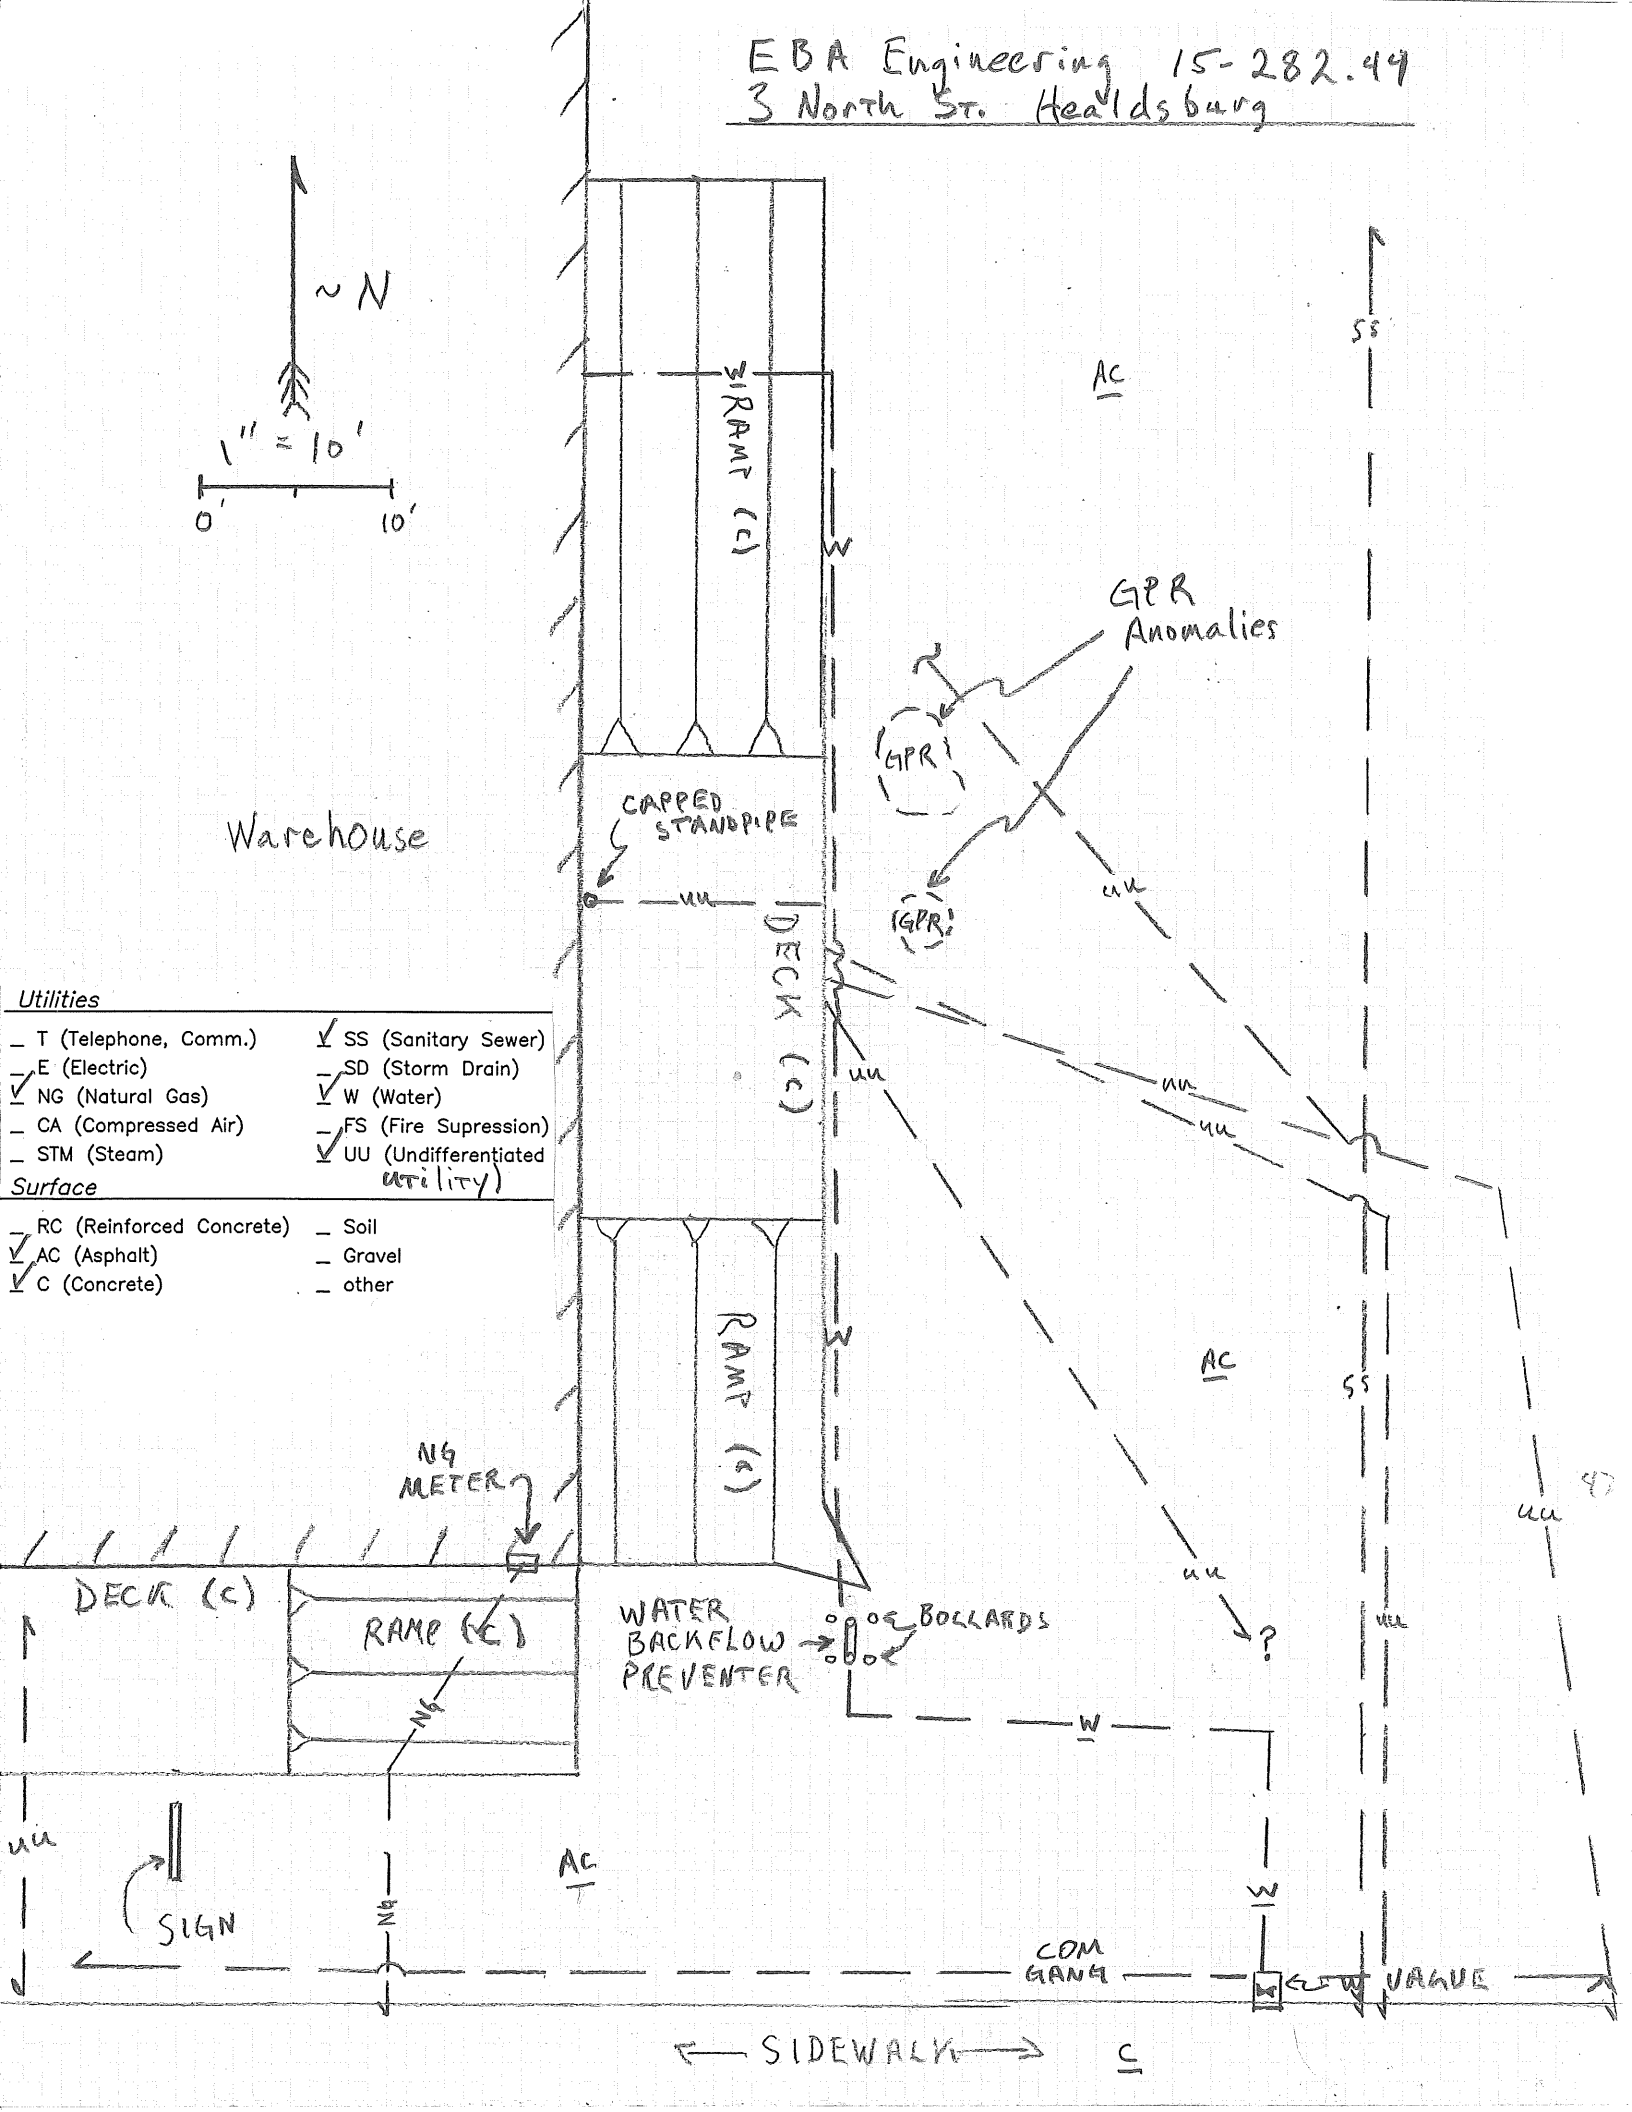 EBA Engineering 15-282.44
3 North St. Healdsburg
~ N
1" = 10'
0' 10'
SS
AC
W
RAMP (C)
W
GPR
Anomalies
GPR
CAPPED
STANDPIPE
Warehouse
UU
UU
GPR
DECK (C)
Utilities
_ T (Telephone, Comm.)
_ E (Electric)
✓ NG (Natural Gas)
_ CA (Compressed Air)
_ STM (Steam)
✓ SS (Sanitary Sewer)
_ SD (Storm Drain)
✓ W (Water)
_ FS (Fire Supression)
✓ UU (Undifferentiated
UTility)
Surface
_ RC (Reinforced Concrete)
✓ AC (Asphalt)
✓ C (Concrete)
_ Soil
_ Gravel
_ other
UU
UU
UU
W
AC
SS
RAMP
NG
METER
UU
UU
DECK (C)
RAMP (C)
WATER
BACKFLOW
PREVENTER
BOLLARDS
UU
?
NG
W
UU
AC
SIGN
NG
W
COM
GANG
VAGUE
SIDEWALK
C